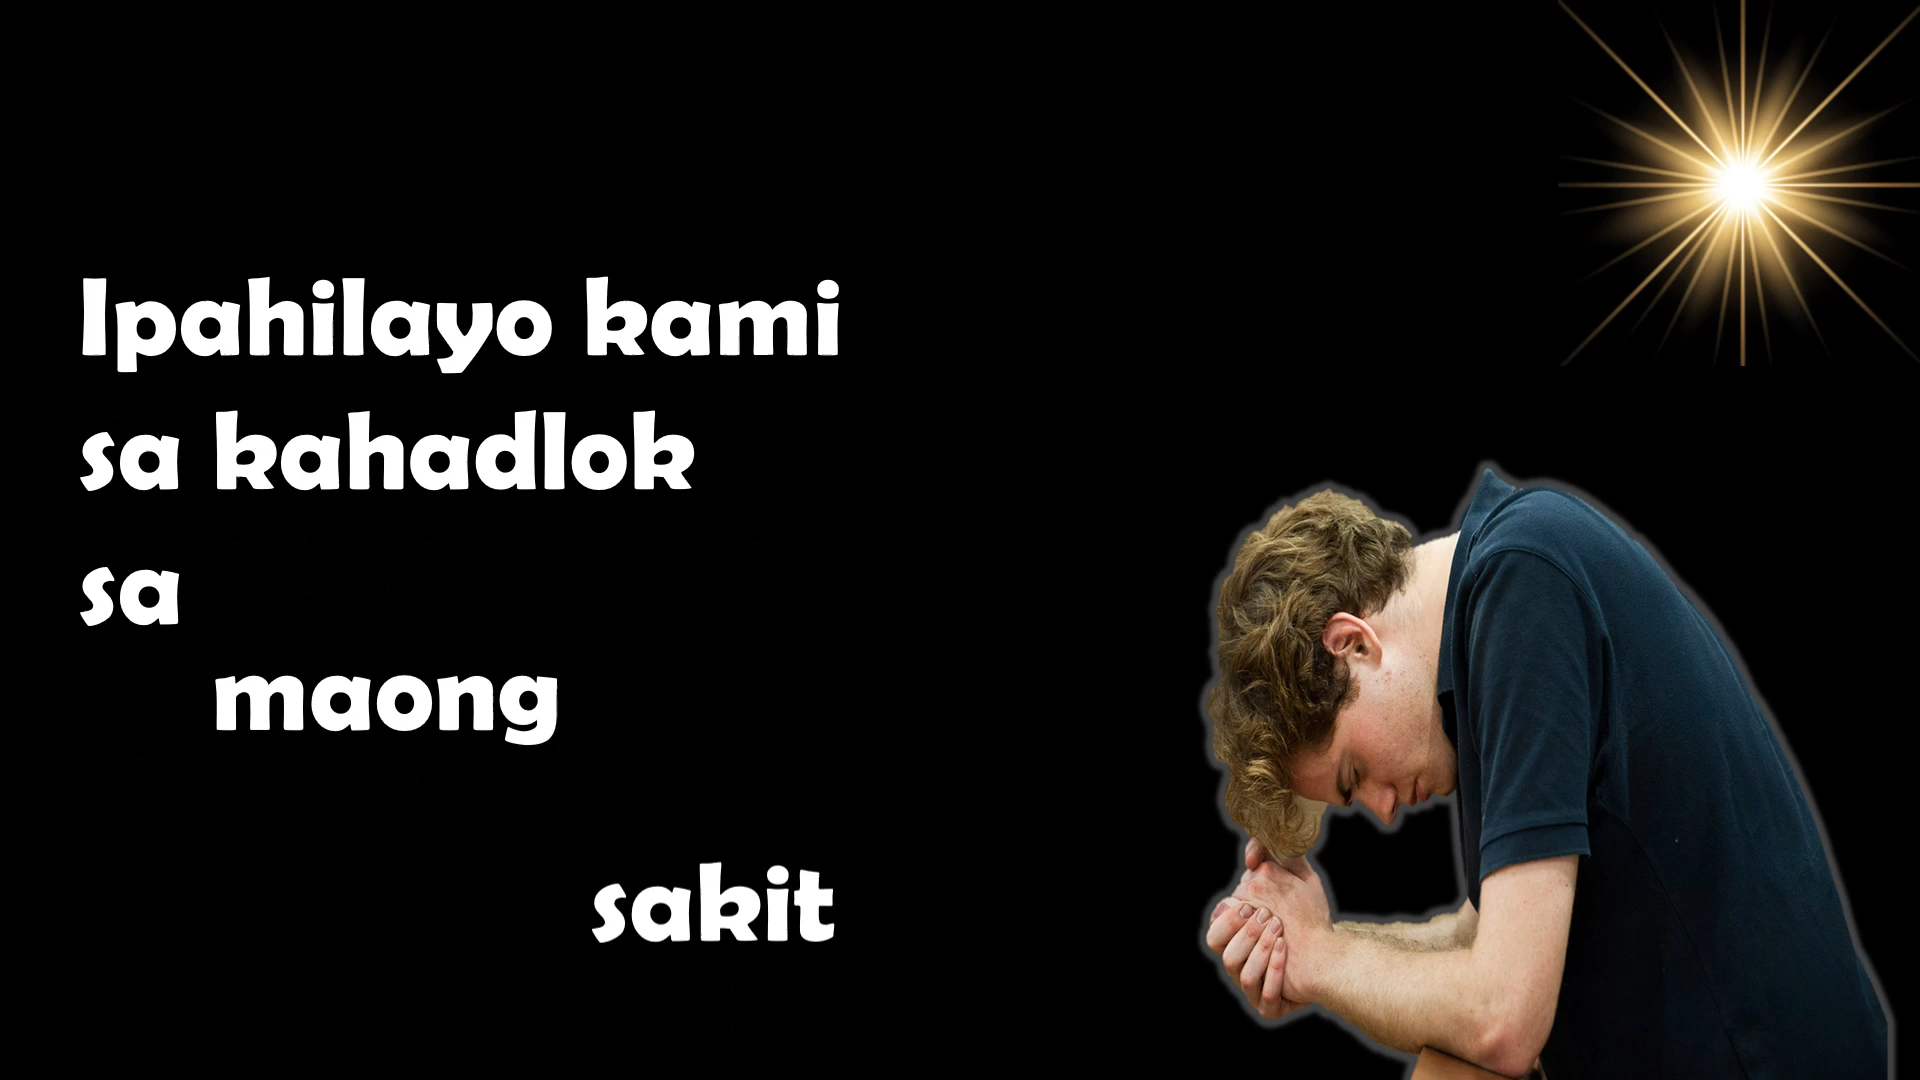 Ipahilayo kami
sa kahadlok
sa
maong
sakit